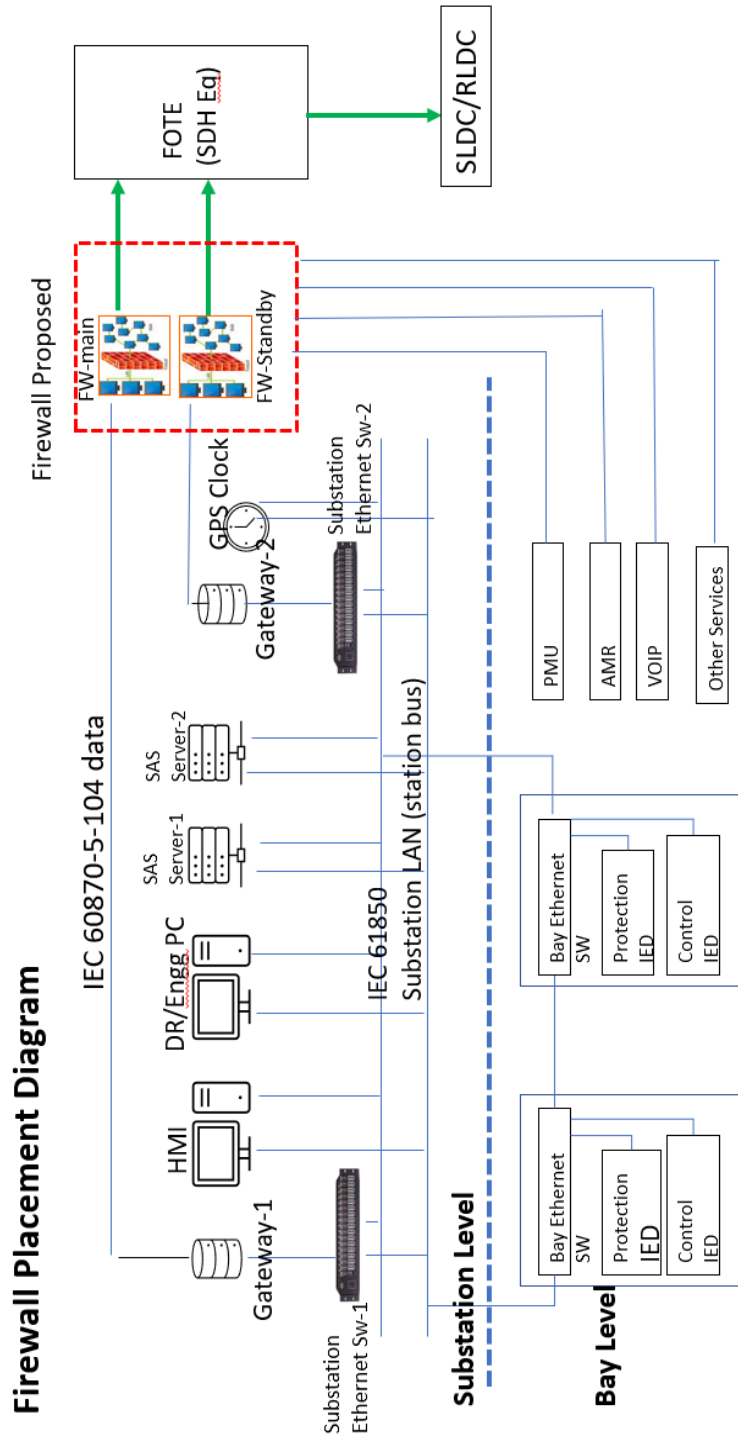 Firewall Placement Diagram
Firewall Proposed
IEC 60870-5-104 data
FW-main
FW-Standby
FOTE
(SDH Eq)
SLDC/RLDC
Gateway-1
HMI
DR/Engg PC
SAS
Server-1
SAS
Server-2
Gateway-2
GPS Clock
Substation
Ethernet Sw-1
Substation
Ethernet Sw-2
IEC 61850
Substation LAN (station bus)
Substation Level
Bay Level
Bay Ethernet
SW
Protection
IED
Control
IED
Bay Ethernet
SW
Protection
IED
Control
IED
PMU
AMR
VOIP
Other Services